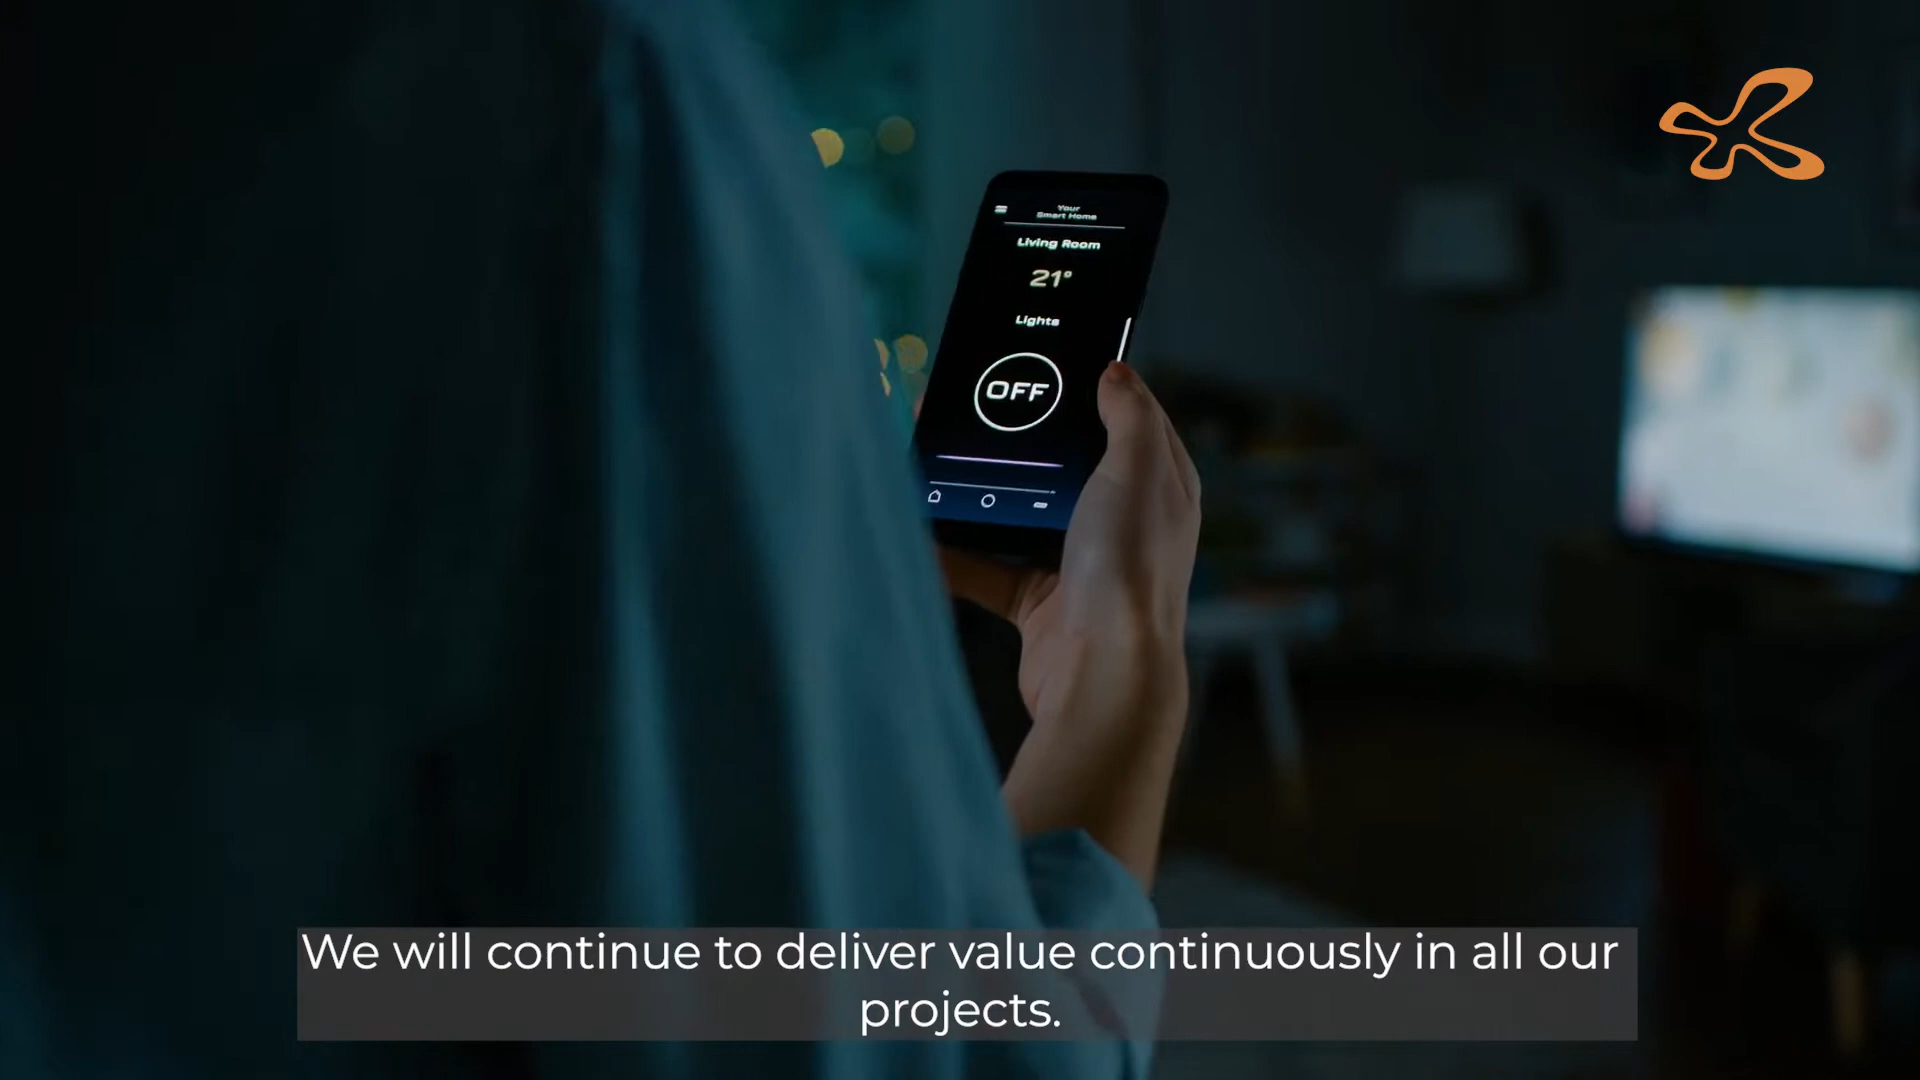 Your
Smart Home
Living Room
21°
Lights
OFF
We will continue to deliver value continuously in all our
projects.